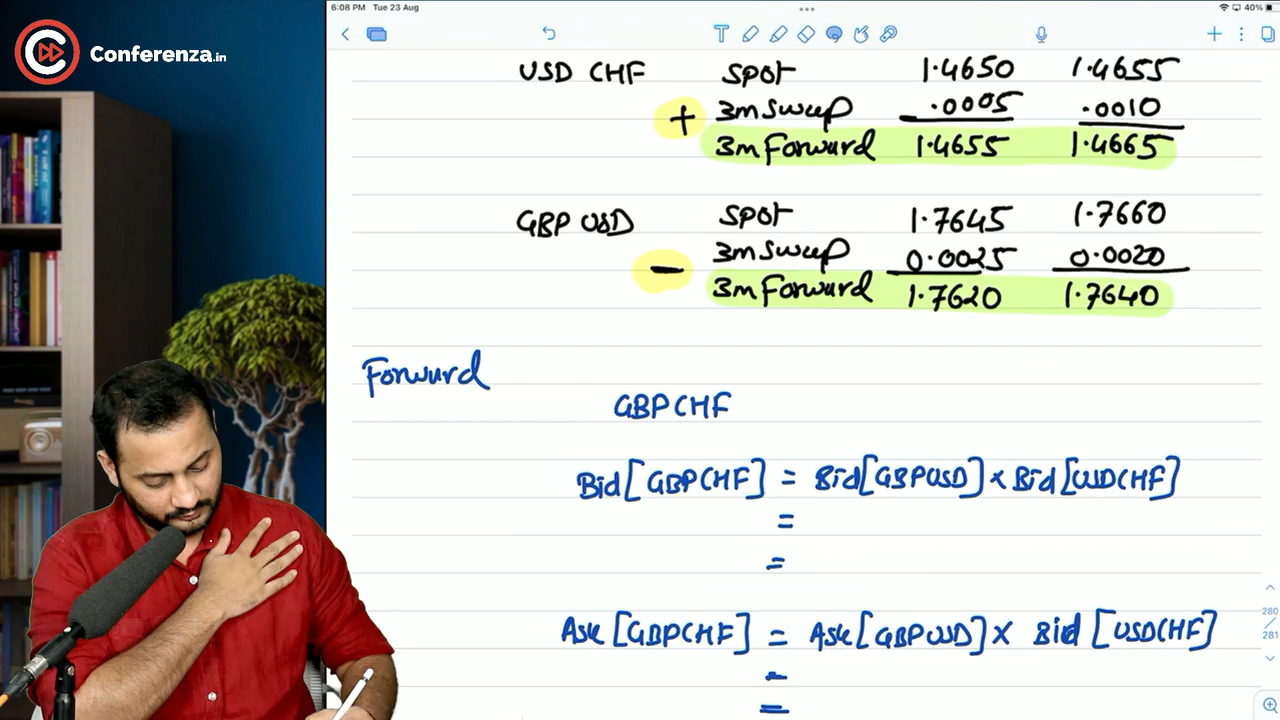 6:08 PM Tue 23 Aug
40%
Conferenza.in
USD CHF spot 1.4650 1.4655
+ 3m swap .0005 .0010
3m Forward 1.4655 1.4665
GBP USD spot 1.7645 1.7660
- 3m swap 0.0025 0.0020
3m Forward 1.7620 1.7640
Forward
GBPCHF
Bid [GBPCHF] = Bid[GBPUSD] x Bid [USDCHF]
=
=
Ask [GBPCHF] = Ask [GBPUSD] x Bid [USDCHF]
=
=
280
/
281